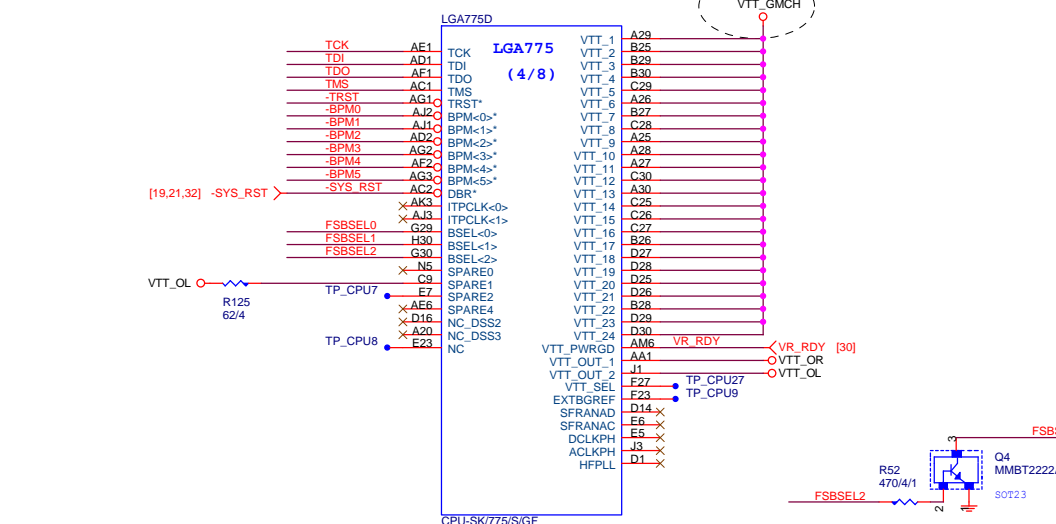 VTT_GMCH
LGA775D
LGA775
(4/8)
TCK AE1 TCK VTT_1 A29
TDI AD1 TDI VTT_2 B25
TDO AF1 TDO VTT_3 B29
TMS AC1 TMS VTT_4 B30
-TRST AG1 TRST* VTT_5 C29
-BPM0 AJ2 BPM<0>* VTT_6 A26
-BPM1 AJ1 BPM<1>* VTT_7 B27
-BPM2 AD2 BPM<2>* VTT_8 C28
-BPM3 AG2 BPM<3>* VTT_9 A25
-BPM4 AF2 BPM<4>* VTT_10 A28
-BPM5 AG3 BPM<5>* VTT_11 A27
[19,21,32] -SYS_RST -SYS_RST AC2 DBR* VTT_12 C30
AK3 ITPCLK<0> VTT_13 A30
AJ3 ITPCLK<1> VTT_14 C25
FSBSEL0 G29 BSEL<0> VTT_15 C26
FSBSEL1 H30 BSEL<1> VTT_16 C27
FSBSEL2 G30 BSEL<2> VTT_17 B26
N5 SPARE0 VTT_18 D27
VTT_OL R125 62/4 C9 SPARE1 VTT_19 D28
TP_CPU7 E7 SPARE2 VTT_20 D25
AE6 SPARE4 VTT_21 D26
D16 NC_DSS2 VTT_22 B28
A20 NC_DSS3 VTT_23 D29
TP_CPU8 E23 NC VTT_24 D30
VTT_PWRGD AM6 VR_RDY VR_RDY [30]
VTT_OUT_1 AA1 VTT_OR
VTT_OUT_2 J1 VTT_OL
VTT_SEL F27 TP_CPU27
EXTBGREF F23 TP_CPU9
SFRANAD D14
SFRANAC E6
DCLKPH E5
ACLKPH J3
HFPLL D1
CPU-SK/775/S/GF
3
Q4
MMBT2222/
SOT23
R52
470/4/1
FSBSEL2
2
1